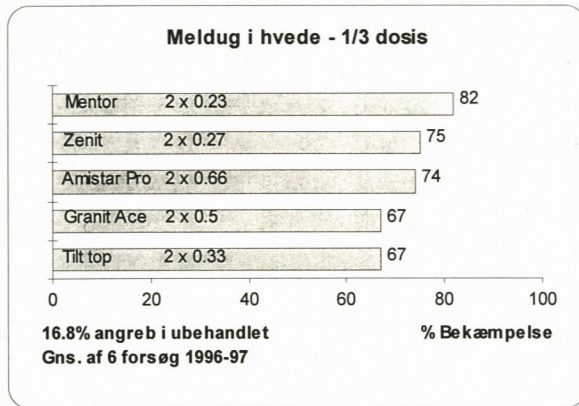 Meldug i hvede - 1/3 dosis
Mentor 2 x 0.23 82
Zenit 2 x 0.27 75
Amistar Pro 2 x 0.66 74
Granit Ace 2 x 0.5 67
Tilt top 2 x 0.33 67
0 20 40 60 80 100
16.8% angreb i ubehandlet % Bekæmpelse
Gns. af 6 forsøg 1996-97